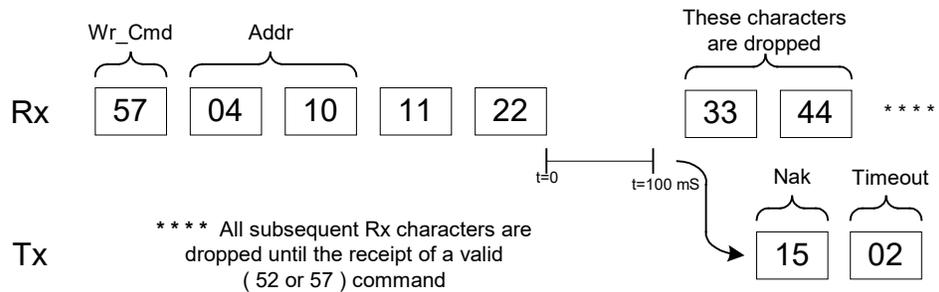 These characters
are dropped
Wr_Cmd Addr
Rx 57 04 10 11 22 33 44 * * * *
t=0 t=100 mS
Nak Timeout
* * * * All subsequent Rx characters are
dropped until the receipt of a valid
( 52 or 57 ) command
Tx 15 02